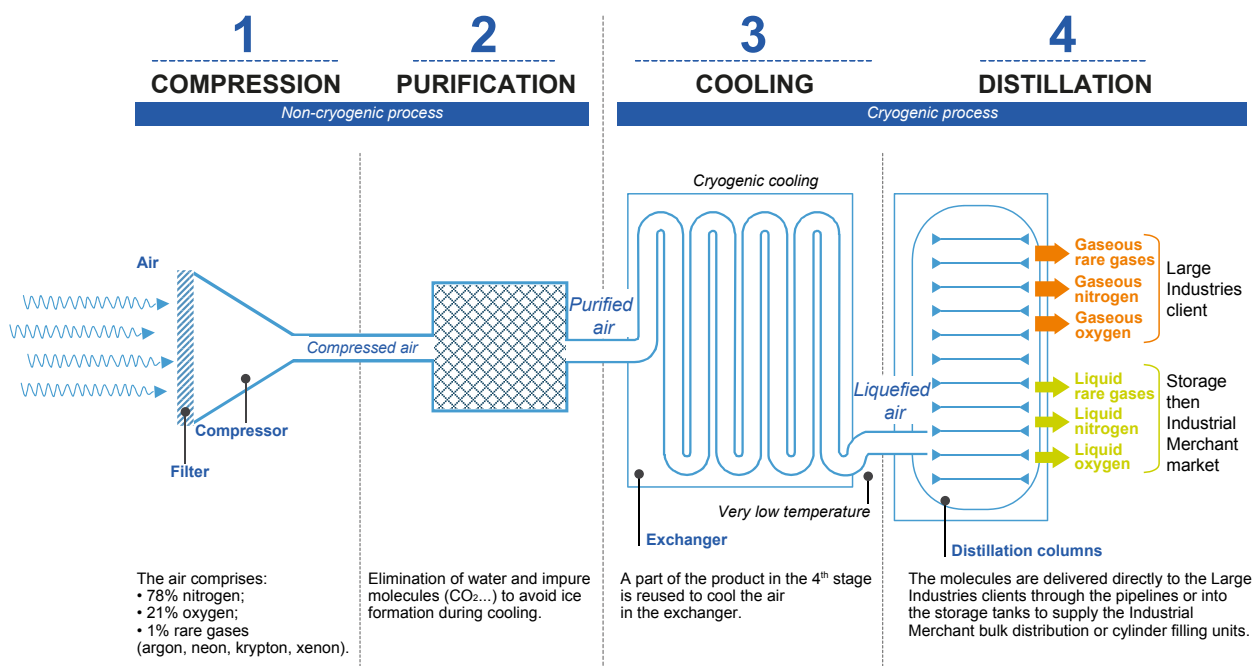 1
2
3
4
COMPRESSION
PURIFICATION
COOLING
DISTILLATION
Non-cryogenic process
Cryogenic process
Cryogenic cooling
Air
Compressed air
Compressor
Filter
Purified
air
Liquefied
air
Very low temperature
Exchanger
Distillation columns
Gaseous
rare gases
Gaseous
nitrogen
Gaseous
oxygen
Large
Industries
client
Liquid
rare gases
Liquid
nitrogen
Liquid
oxygen
Storage
then
Industrial
Merchant
market
The air comprises:
• 78% nitrogen;
• 21% oxygen;
• 1% rare gases
(argon, neon, krypton, xenon).
Elimination of water and impure
molecules (CO₂...) to avoid ice
formation during cooling.
A part of the product in the 4th stage
is reused to cool the air
in the exchanger.
The molecules are delivered directly to the Large
Industries clients through the pipelines or into
the storage tanks to supply the Industrial
Merchant bulk distribution or cylinder filling units.